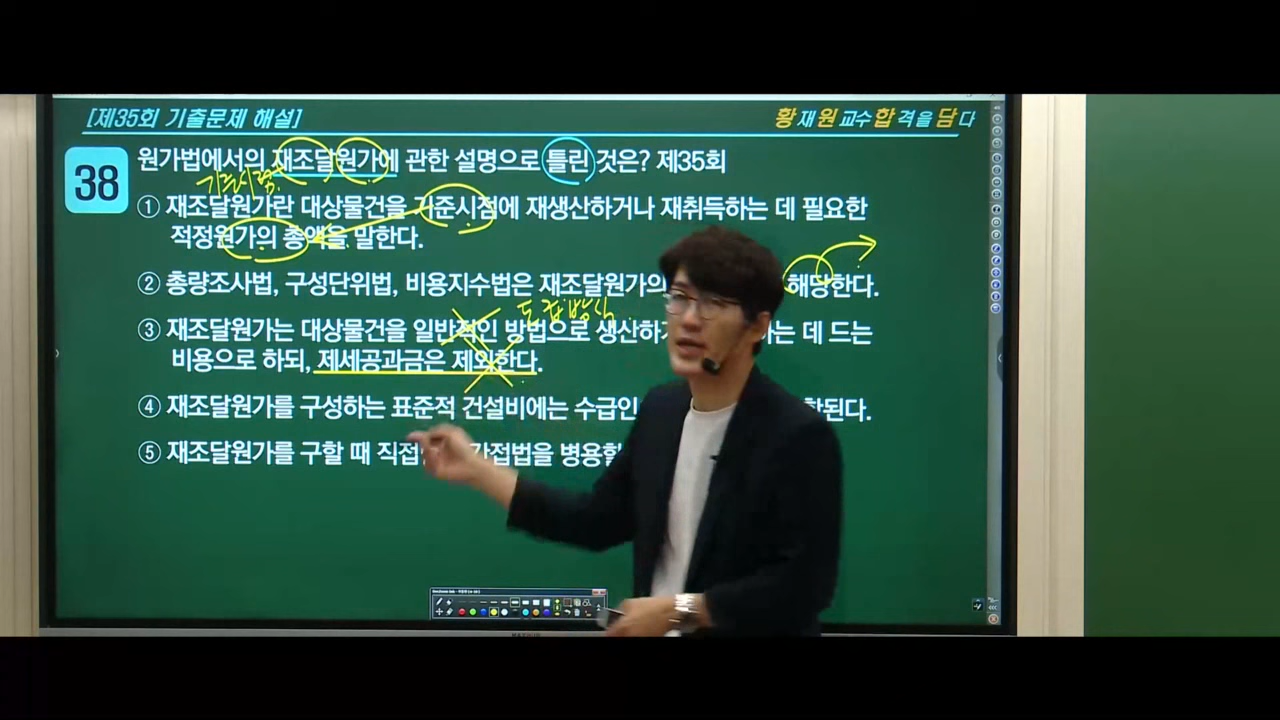 [제35회 기출문제 해설]
황재원 교수 합격을 담다
38
원가법에서의 재조달원가에 관한 설명으로 틀린 것은? 제35회
기준시점
① 재조달원가란 대상물건을 기준시점에 재생산하거나 재취득하는 데 필요한
적정원가의 총액을 말한다.
② 총량조사법, 구성단위법, 비용지수법은 재조달원가의 해당한다.
도급방식
③ 재조달원가는 대상물건을 일반적인 방법으로 생산하거 는 데 드는
비용으로 하되, 제세공과금은 제외한다.
④ 재조달원가를 구성하는 표준적 건설비에는 수급인 함된다.
⑤ 재조달원가를 구할 때 직접 간접법을 병용할